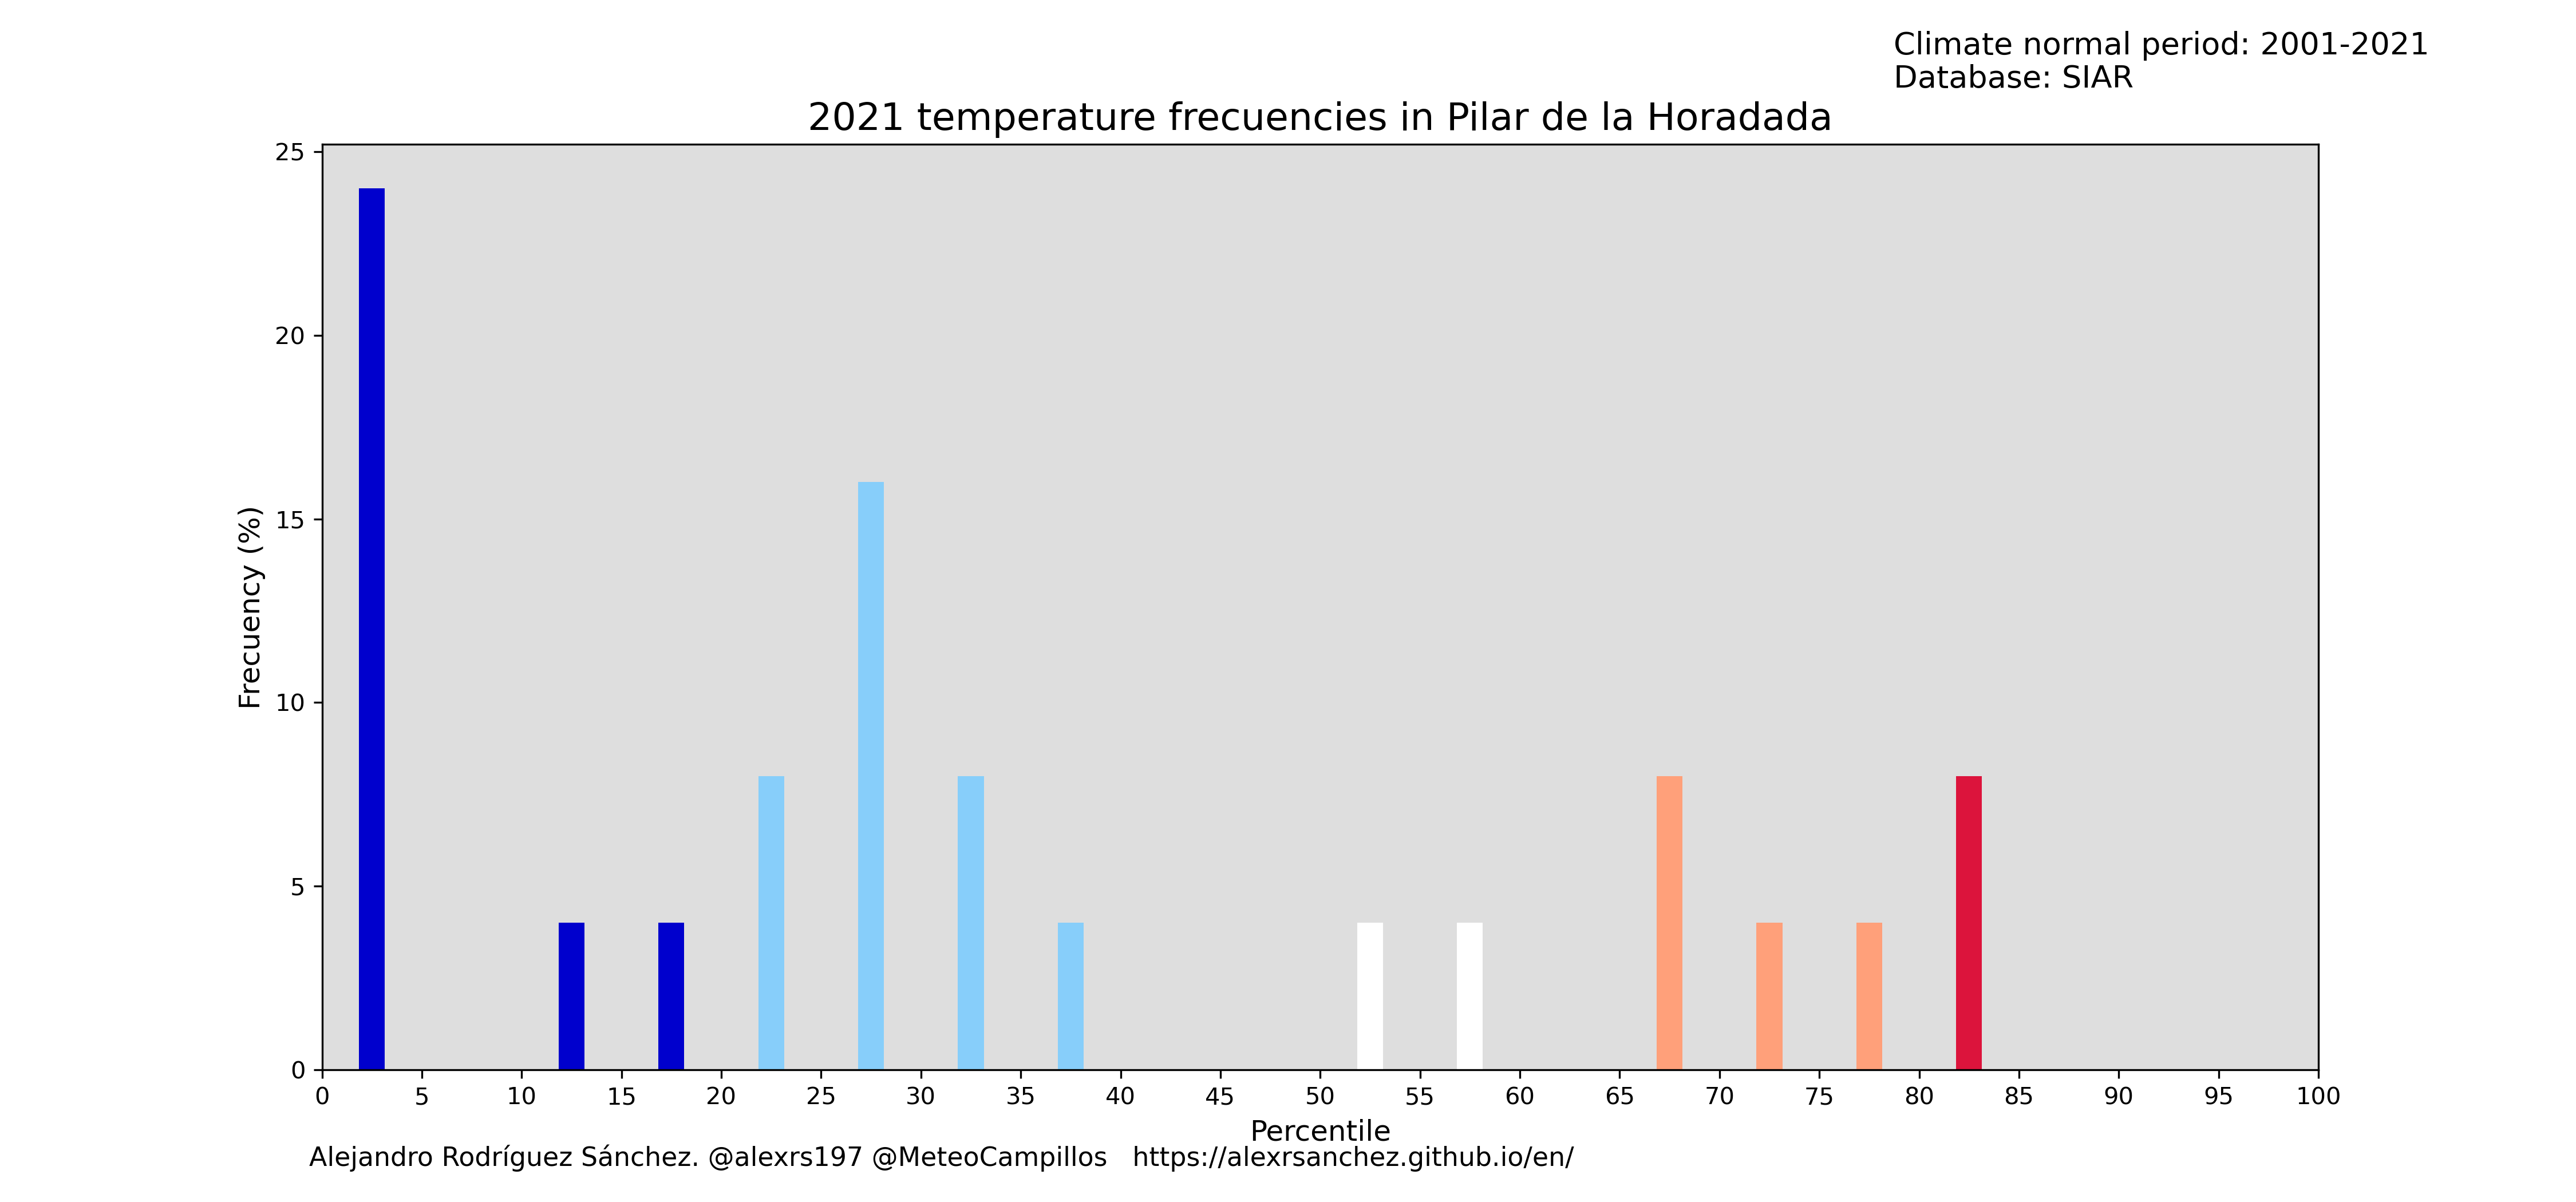 Climate normal period: 2001-2021
Database: SIAR
2021 temperature frecuencies in Pilar de la Horadada
25
20
15
10
5
0
Frecuency (%)
0 5 10 15 20 25 30 35 40 45 50 55 60 65 70 75 80 85 90 95 100
Percentile
Alejandro Rodríguez Sánchez. @alexrs197 @MeteoCampillos https://alexrsanchez.github.io/en/